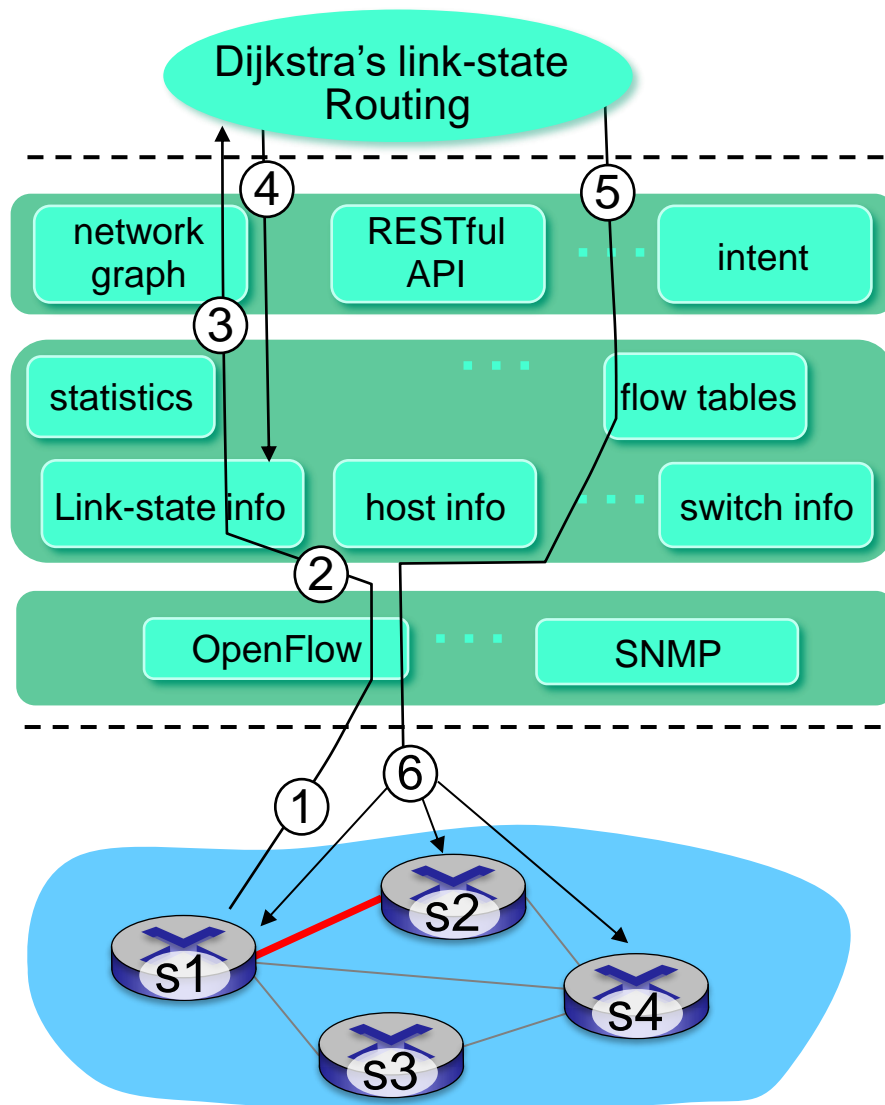 Dijkstra’s link-state
Routing
4
5
network
graph
RESTful
API
intent
3
statistics
flow tables
Link-state info
host info
switch info
2
OpenFlow
SNMP
1
6
s2
s1
s4
s3